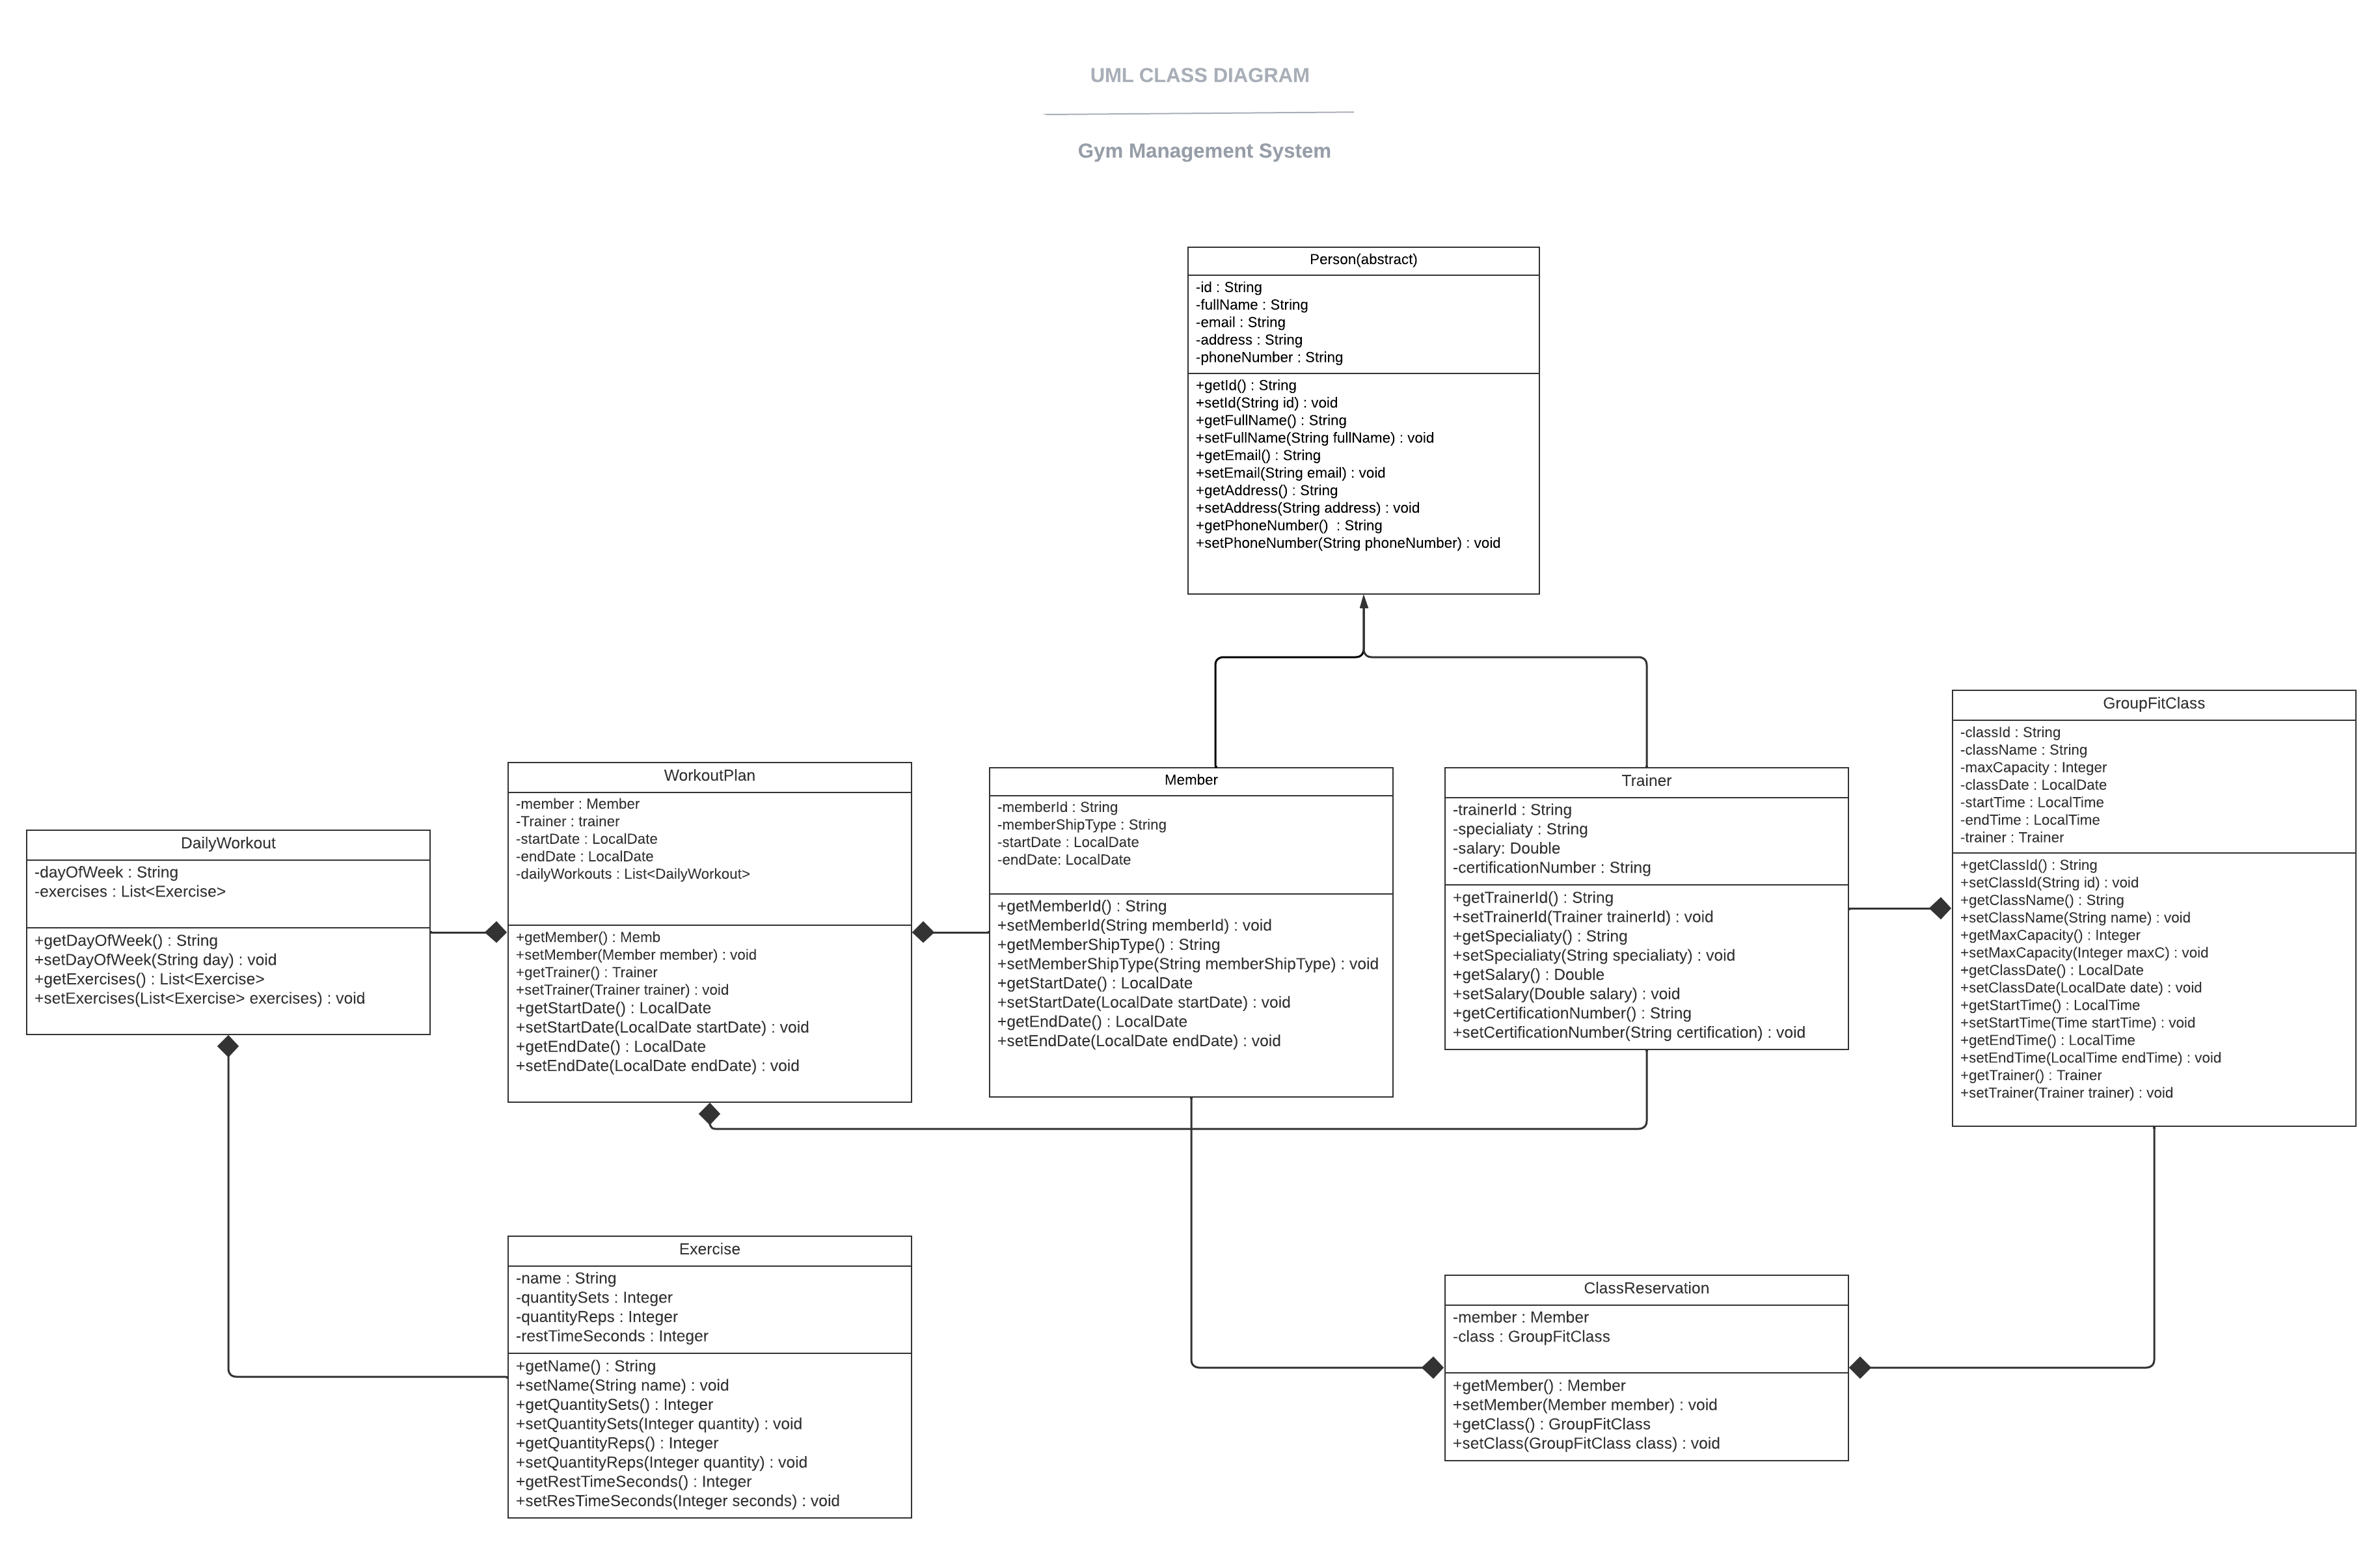 UML CLASS DIAGRAM
Gym Management System
Person(abstract)
-id : String
-fullName : String
-email : String
-address : String
-phoneNumber : String
+getId() : String
+setId(String id) : void
+getFullName() : String
+setFullName(String fullName) : void
+getEmail() : String
+setEmail(String email) : void
+getAddress() : String
+setAddress(String address) : void
+getPhoneNumber()  : String
+setPhoneNumber(String phoneNumber) : void
DailyWorkout
-dayOfWeek : String
-exercises : List<Exercise>
+getDayOfWeek() : String
+setDayOfWeek(String day) : void
+getExercises() : List<Exercise>
+setExercises(List<Exercise> exercises) : void
WorkoutPlan
-member : Member
-Trainer : trainer
-startDate : LocalDate
-endDate : LocalDate
-dailyWorkouts : List<DailyWorkout>
+getMember() : Memb
+setMember(Member member) : void
+getTrainer() : Trainer
+setTrainer(Trainer trainer) : void
+getStartDate() : LocalDate
+setStartDate(LocalDate startDate) : void
+getEndDate() : LocalDate
+setEndDate(LocalDate endDate) : void
Member
-memberId : String
-memberShipType : String
-startDate : LocalDate
-endDate: LocalDate
+getMemberId() : String
+setMemberId(String memberId) : void
+getMemberShipType() : String
+setMemberShipType(String memberShipType) : void
+getStartDate() : LocalDate
+setStartDate(LocalDate startDate) : void
+getEndDate() : LocalDate
+setEndDate(LocalDate endDate) : void
Trainer
-trainerId : String
-specialiaty : String
-salary: Double
-certificationNumber : String
+getTrainerId() : String
+setTrainerId(Trainer trainerId) : void
+getSpecialiaty() : String
+setSpecialiaty(String specialiaty) : void
+getSalary() : Double
+setSalary(Double salary) : void
+getCertificationNumber() : String
+setCertificationNumber(String certification) : void
GroupFitClass
-classId : String
-className : String
-maxCapacity : Integer
-classDate : LocalDate
-startTime : LocalTime
-endTime : LocalTime
-trainer : Trainer
+getClassId() : String
+setClassId(String id) : void
+getClassName() : String
+setClassName(String name) : void
+getMaxCapacity() : Integer
+setMaxCapacity(Integer maxC) : void
+getClassDate() : LocalDate
+setClassDate(LocalDate date) : void
+getStartTime() : LocalTime
+setStartTime(Time startTime) : void
+getEndTime() : LocalTime
+setEndTime(LocalTime endTime) : void
+getTrainer() : Trainer
+setTrainer(Trainer trainer) : void
Exercise
-name : String
-quantitySets : Integer
-quantityReps : Integer
-restTimeSeconds : Integer
+getName() : String
+setName(String name) : void
+getQuantitySets() : Integer
+setQuantitySets(Integer quantity) : void
+getQuantityReps() : Integer
+setQuantityReps(Integer quantity) : void
+getRestTimeSeconds() : Integer
+setResTimeSeconds(Integer seconds) : void
ClassReservation
-member : Member
-class : GroupFitClass
+getMember() : Member
+setMember(Member member) : void
+getClass() : GroupFitClass
+setClass(GroupFitClass class) : void